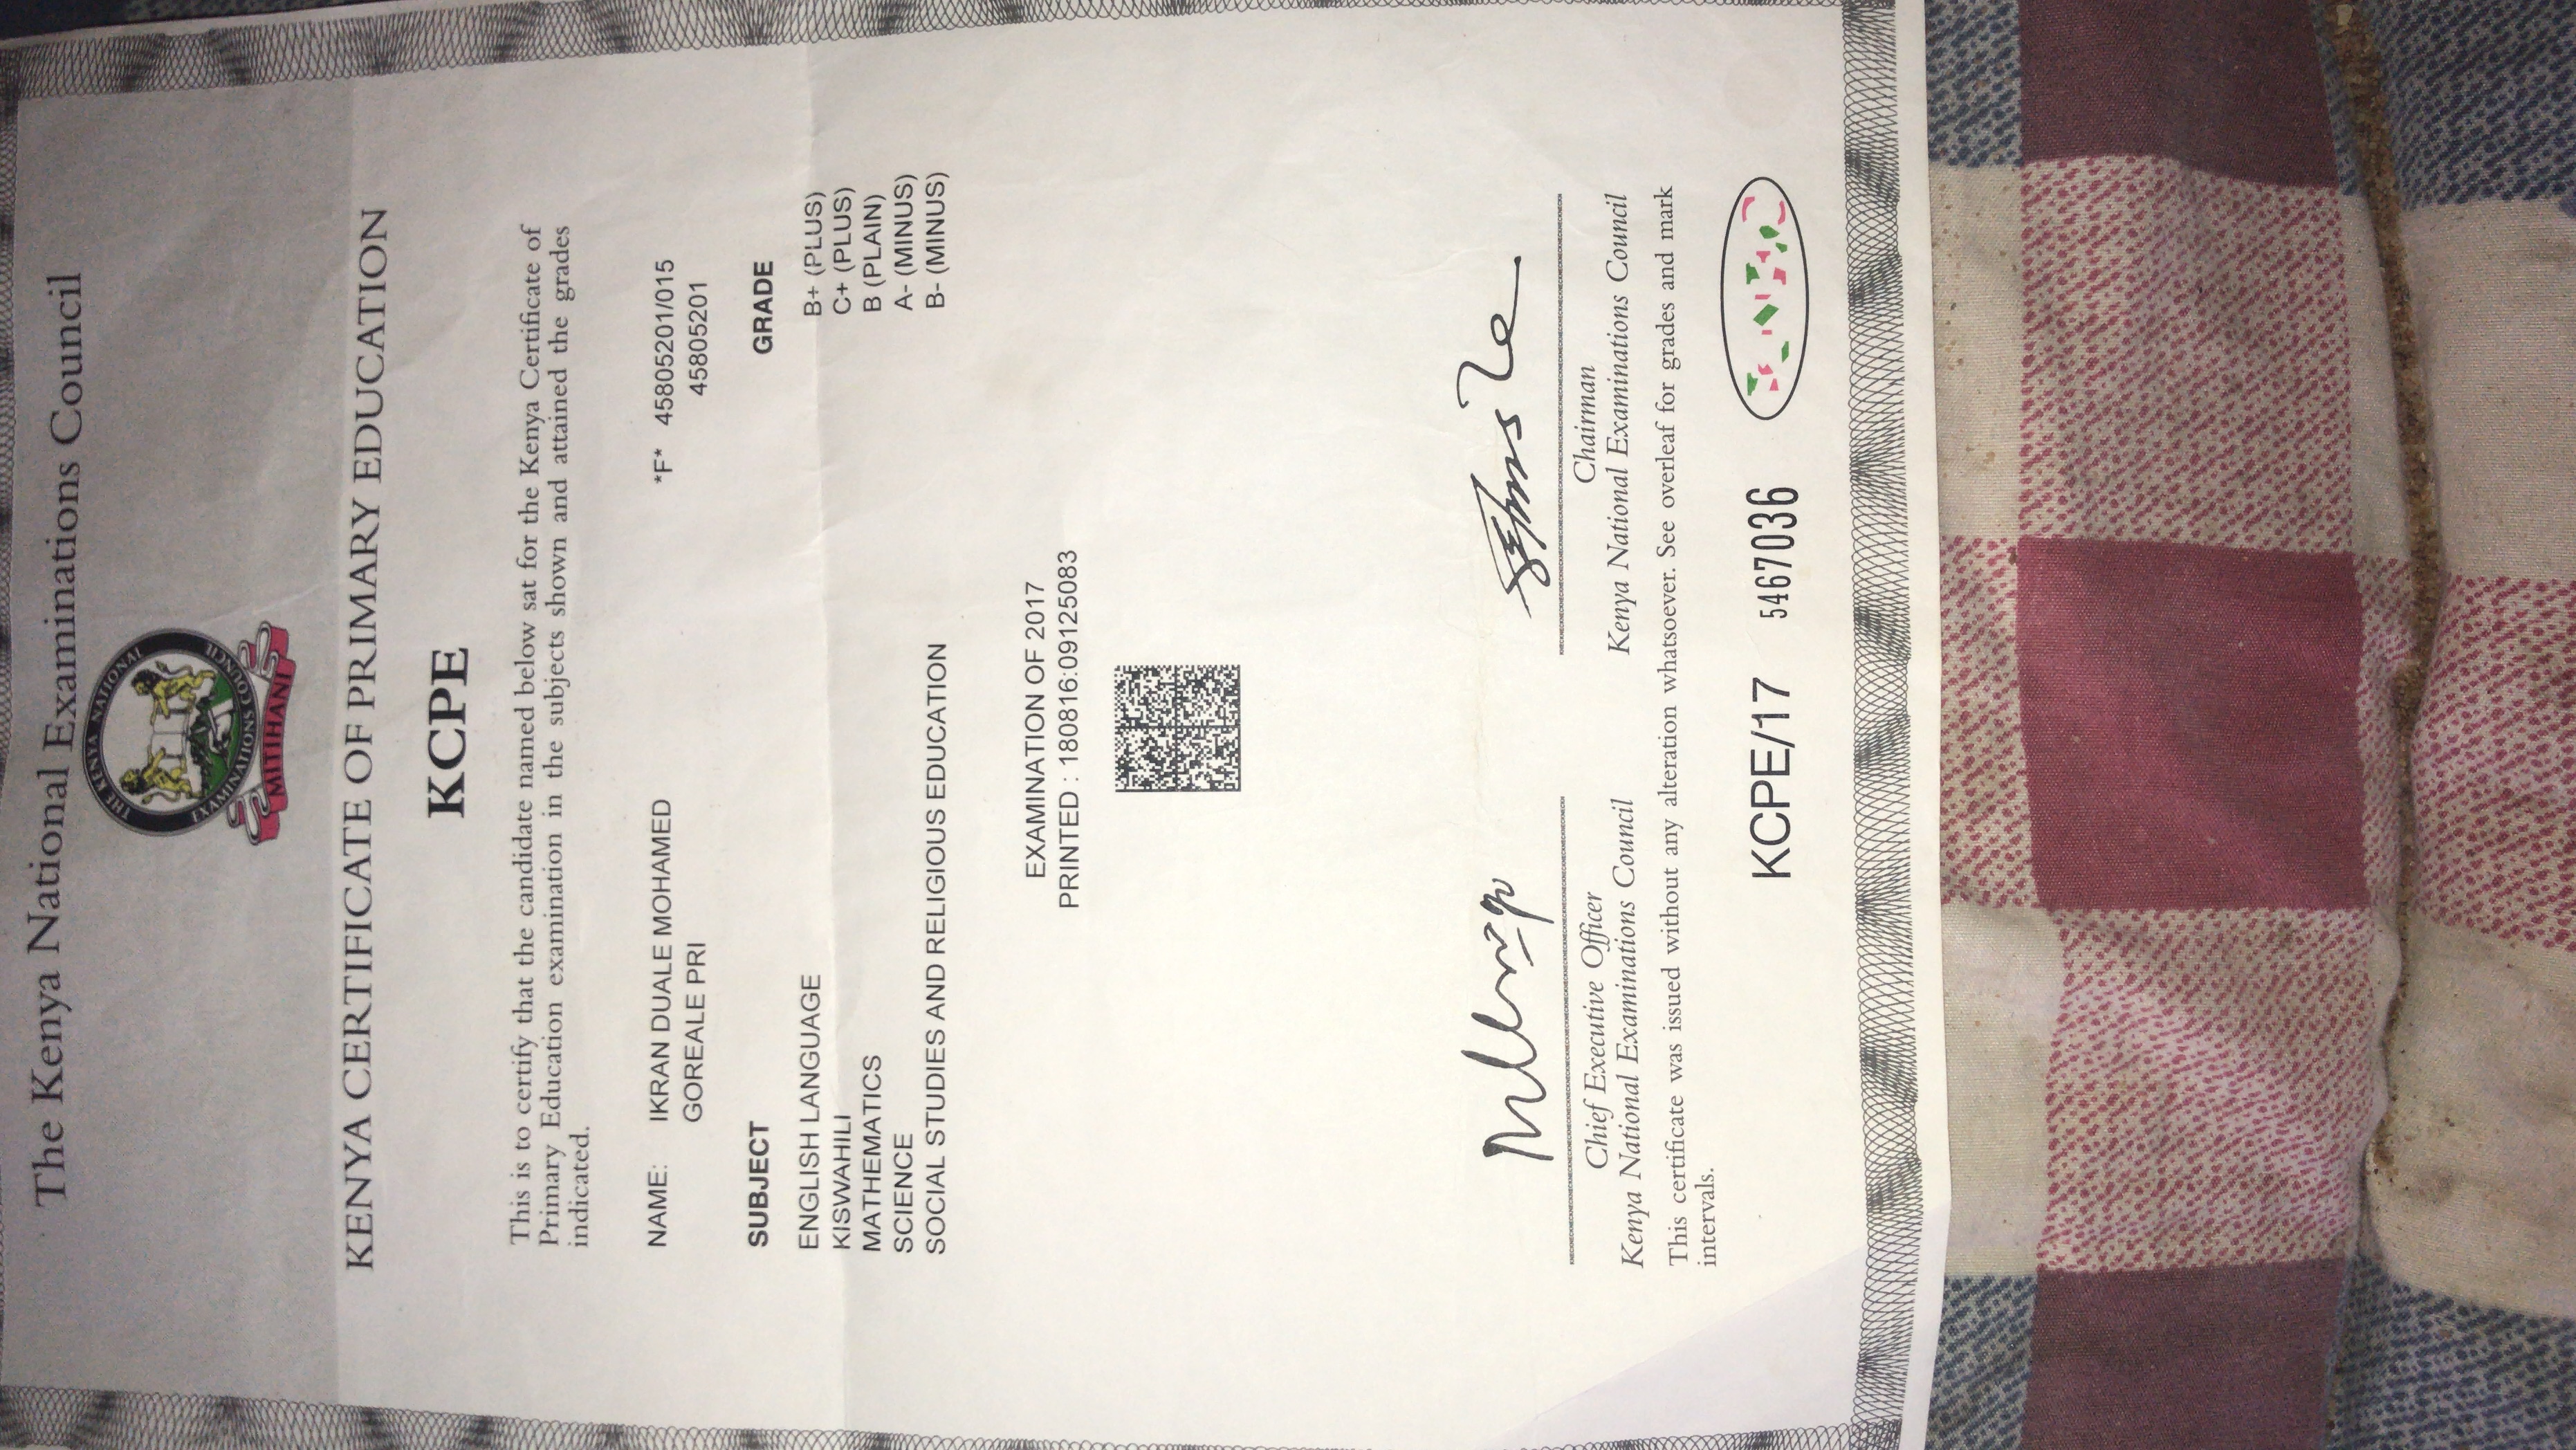 The Kenya National Examinations Council
THE KENYA NATIONAL
EXAMINATIONS COUNCIL
MITIHANI
KENYA CERTIFICATE OF PRIMARY EDUCATION
KCPE
This is to certify that the candidate named below sat for the Kenya Certificate of
Primary Education examination in the subjects shown and attained the grades
indicated.
NAME: IKRAN DUALE MOHAMED *F* 45805201/015
GOREALE PRI 45805201
SUBJECT GRADE
ENGLISH LANGUAGE B+ (PLUS)
KISWAHILI C+ (PLUS)
MATHEMATICS B (PLAIN)
SCIENCE A- (MINUS)
SOCIAL STUDIES AND RELIGIOUS EDUCATION B- (MINUS)
EXAMINATION OF 2017
PRINTED : 180816:09125083
Chief Executive Officer
Kenya National Examinations Council
Chairman
Kenya National Examinations Council
This certificate was issued without any alteration whatsoever. See overleaf for grades and mark
intervals.
KCPE/17 5467036